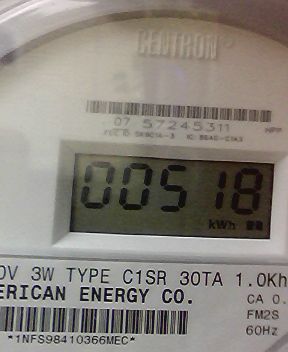 CENTRON®
07 57245311
HPP
00518
kWh
0V 3W TYPE C1SR 30TA 1.0Kh
ERICAN ENERGY CO.
CA 0.
FM2S
60Hz
*1NFS98410366MEC*